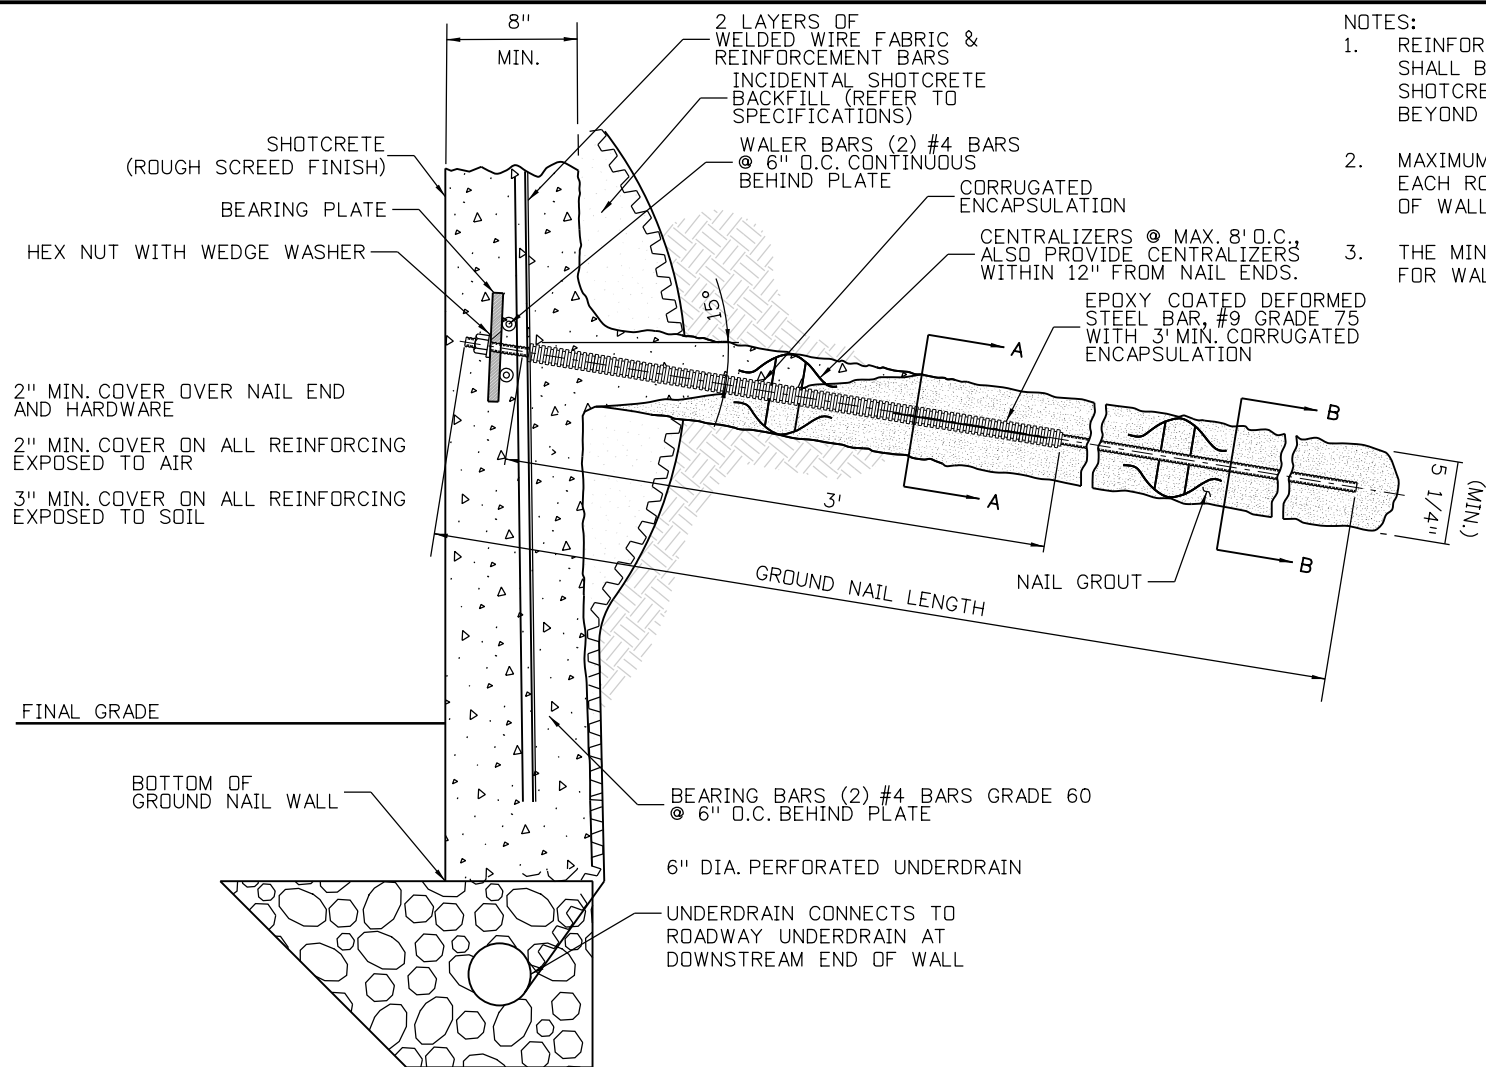 8"
MIN.
2 LAYERS OF
WELDED WIRE FABRIC &
REINFORCEMENT BARS
INCIDENTAL SHOTCRETE
BACKFILL (REFER TO
SPECIFICATIONS)
WALER BARS (2) #4 BARS
@ 6" O.C. CONTINUOUS
BEHIND PLATE
CORRUGATED
ENCAPSULATION
CENTRALIZERS @ MAX. 8' O.C.,
ALSO PROVIDE CENTRALIZERS
WITHIN 12" FROM NAIL ENDS.
EPOXY COATED DEFORMED
STEEL BAR, #9 GRADE 75
WITH 3' MIN. CORRUGATED
ENCAPSULATION
NOTES:
1. REINFOR
SHALL B
SHOTCRE
BEYOND
2. MAXIMUM
EACH RO
OF WALL
3. THE MIN
FOR WAL
SHOTCRETE
(ROUGH SCREED FINISH)
BEARING PLATE
HEX NUT WITH WEDGE WASHER
2" MIN. COVER OVER NAIL END
AND HARDWARE
2" MIN. COVER ON ALL REINFORCING
EXPOSED TO AIR
3" MIN. COVER ON ALL REINFORCING
EXPOSED TO SOIL
15°
A
A
B
B
3'
5 1/4"
(MIN.)
GROUND NAIL LENGTH
NAIL GROUT
FINAL GRADE
BOTTOM OF
GROUND NAIL WALL
BEARING BARS (2) #4 BARS GRADE 60
@ 6" O.C. BEHIND PLATE
6" DIA. PERFORATED UNDERDRAIN
UNDERDRAIN CONNECTS TO
ROADWAY UNDERDRAIN AT
DOWNSTREAM END OF WALL